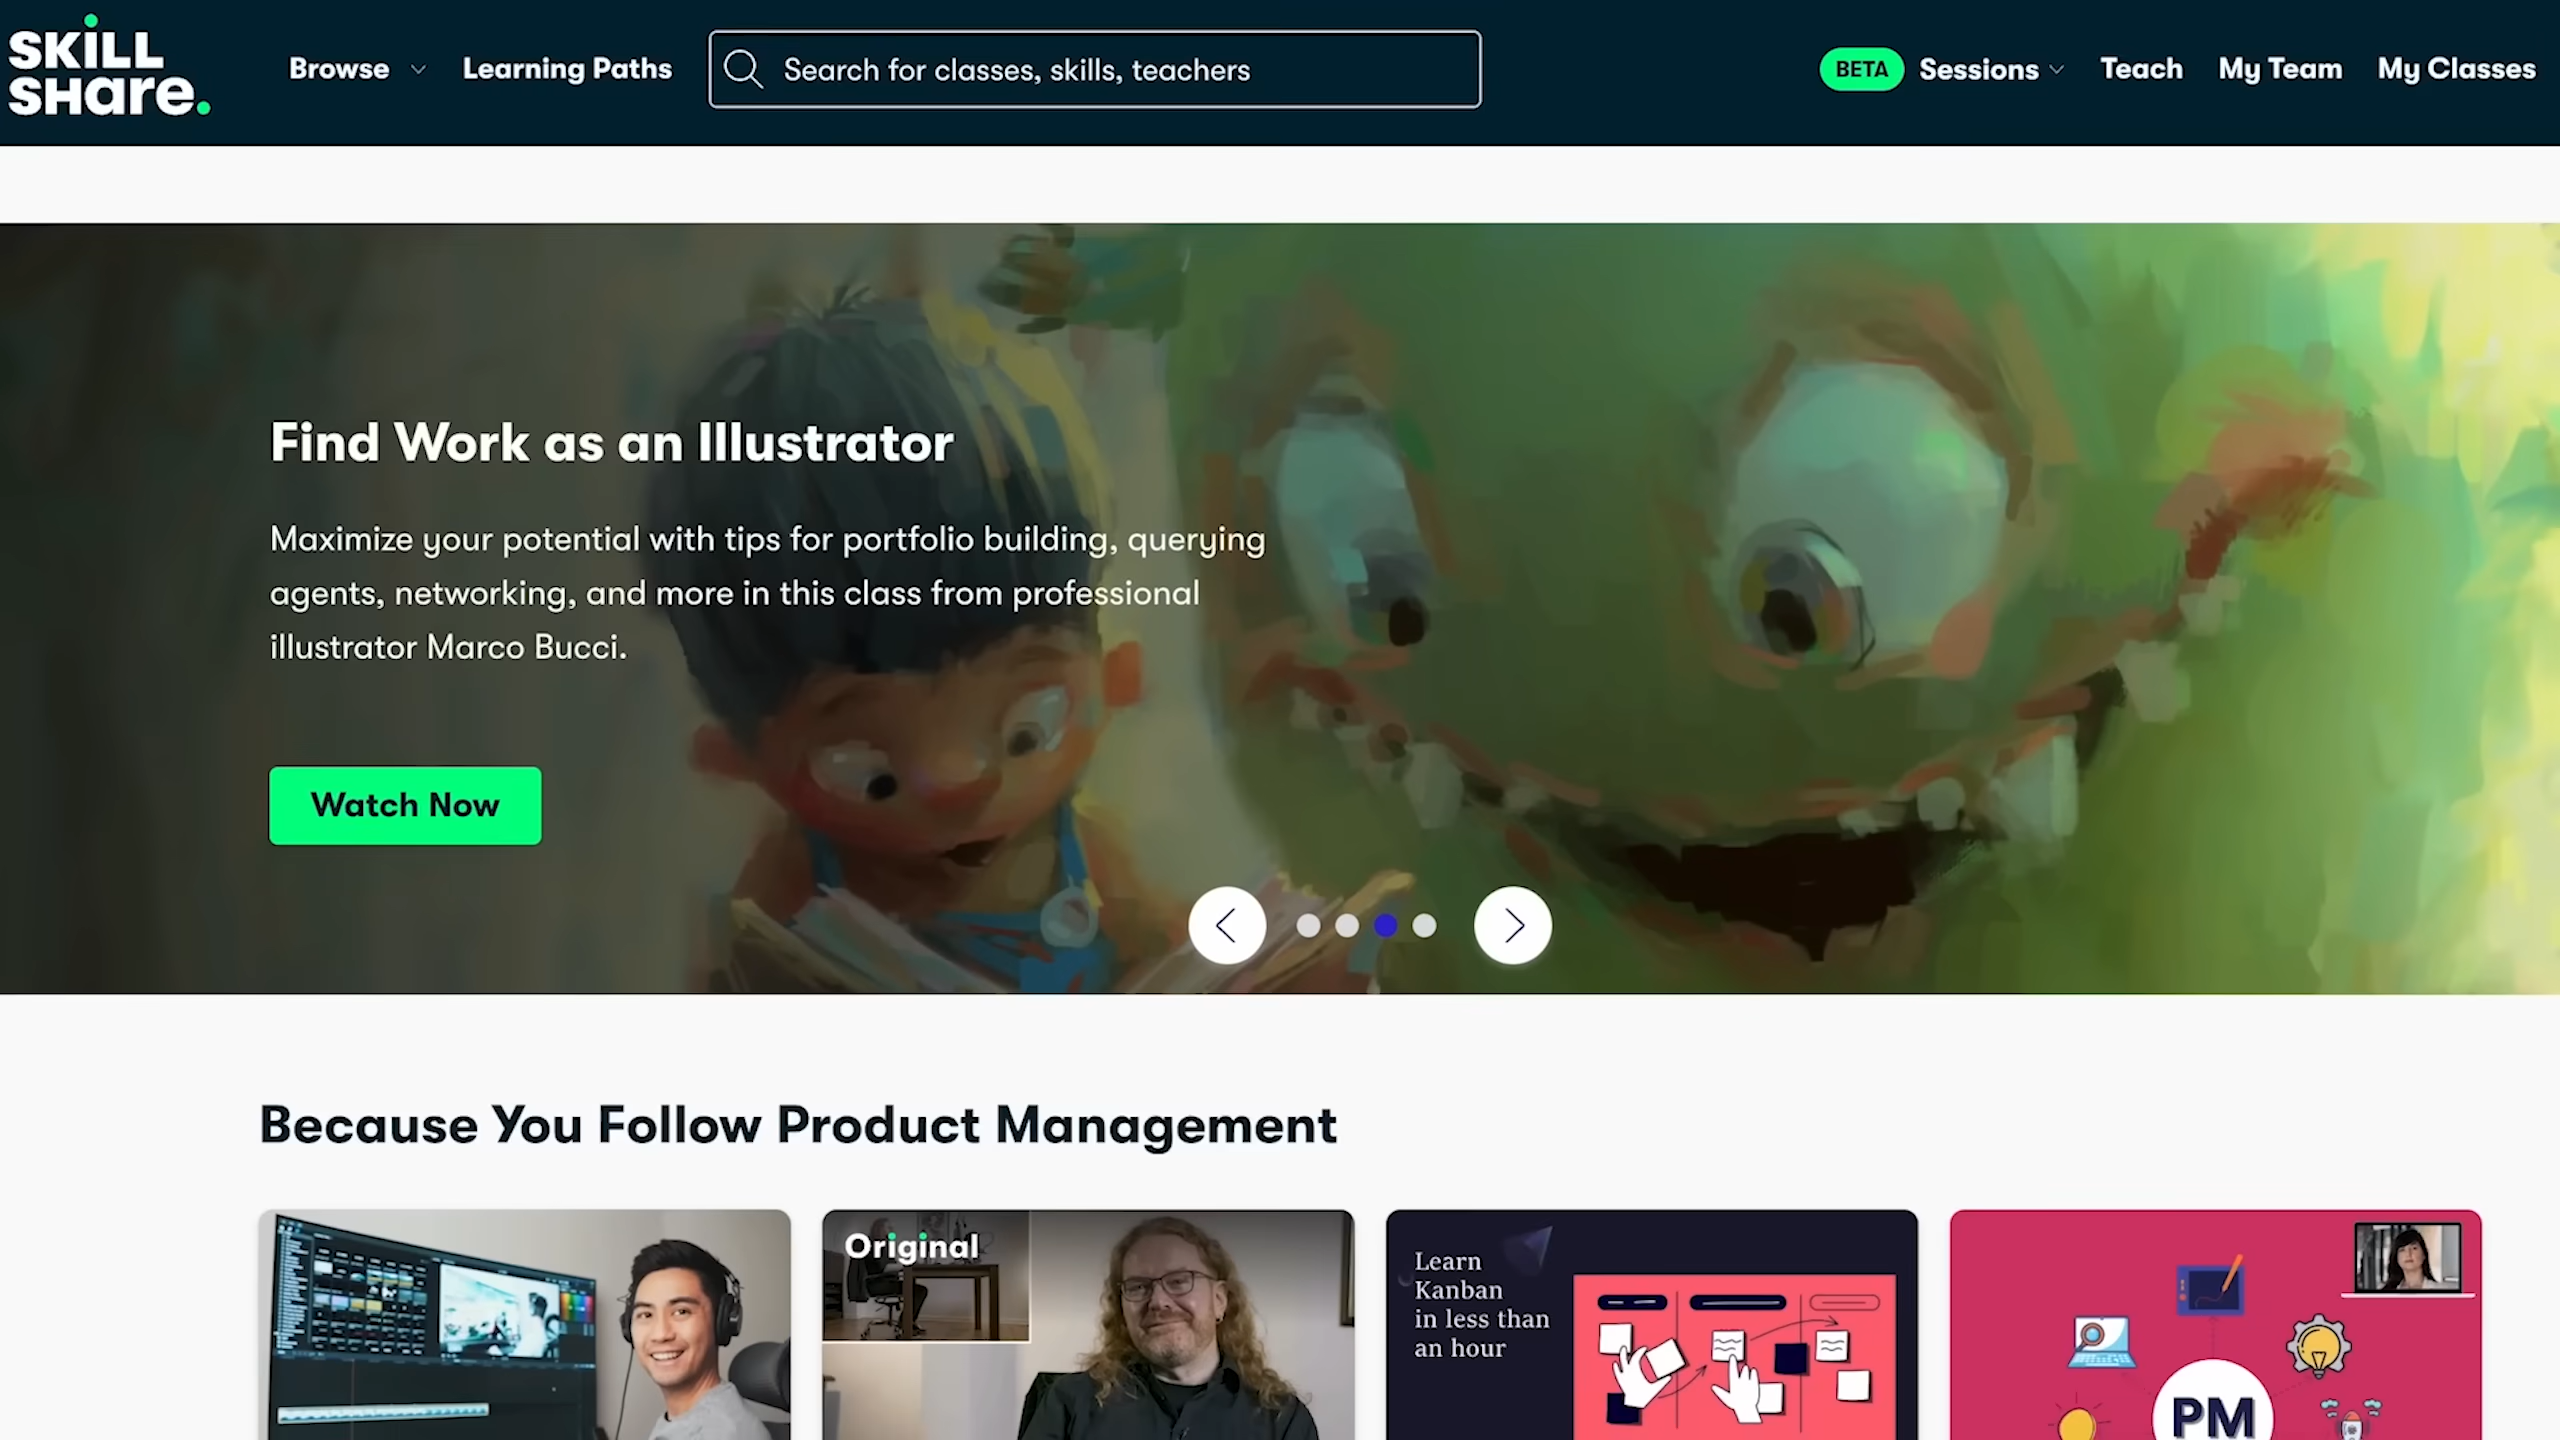 SKILL
SHare.
Browse
Learning Paths
Search for classes, skills, teachers
BETA
Sessions
Teach
My Team
My Classes
Find Work as an Illustrator
Maximize your potential with tips for portfolio building, querying
agents, networking, and more in this class from professional
illustrator Marco Bucci.
Watch Now
Because You Follow Product Management
Original
Learn
Kanban
in less than
an hour
PM